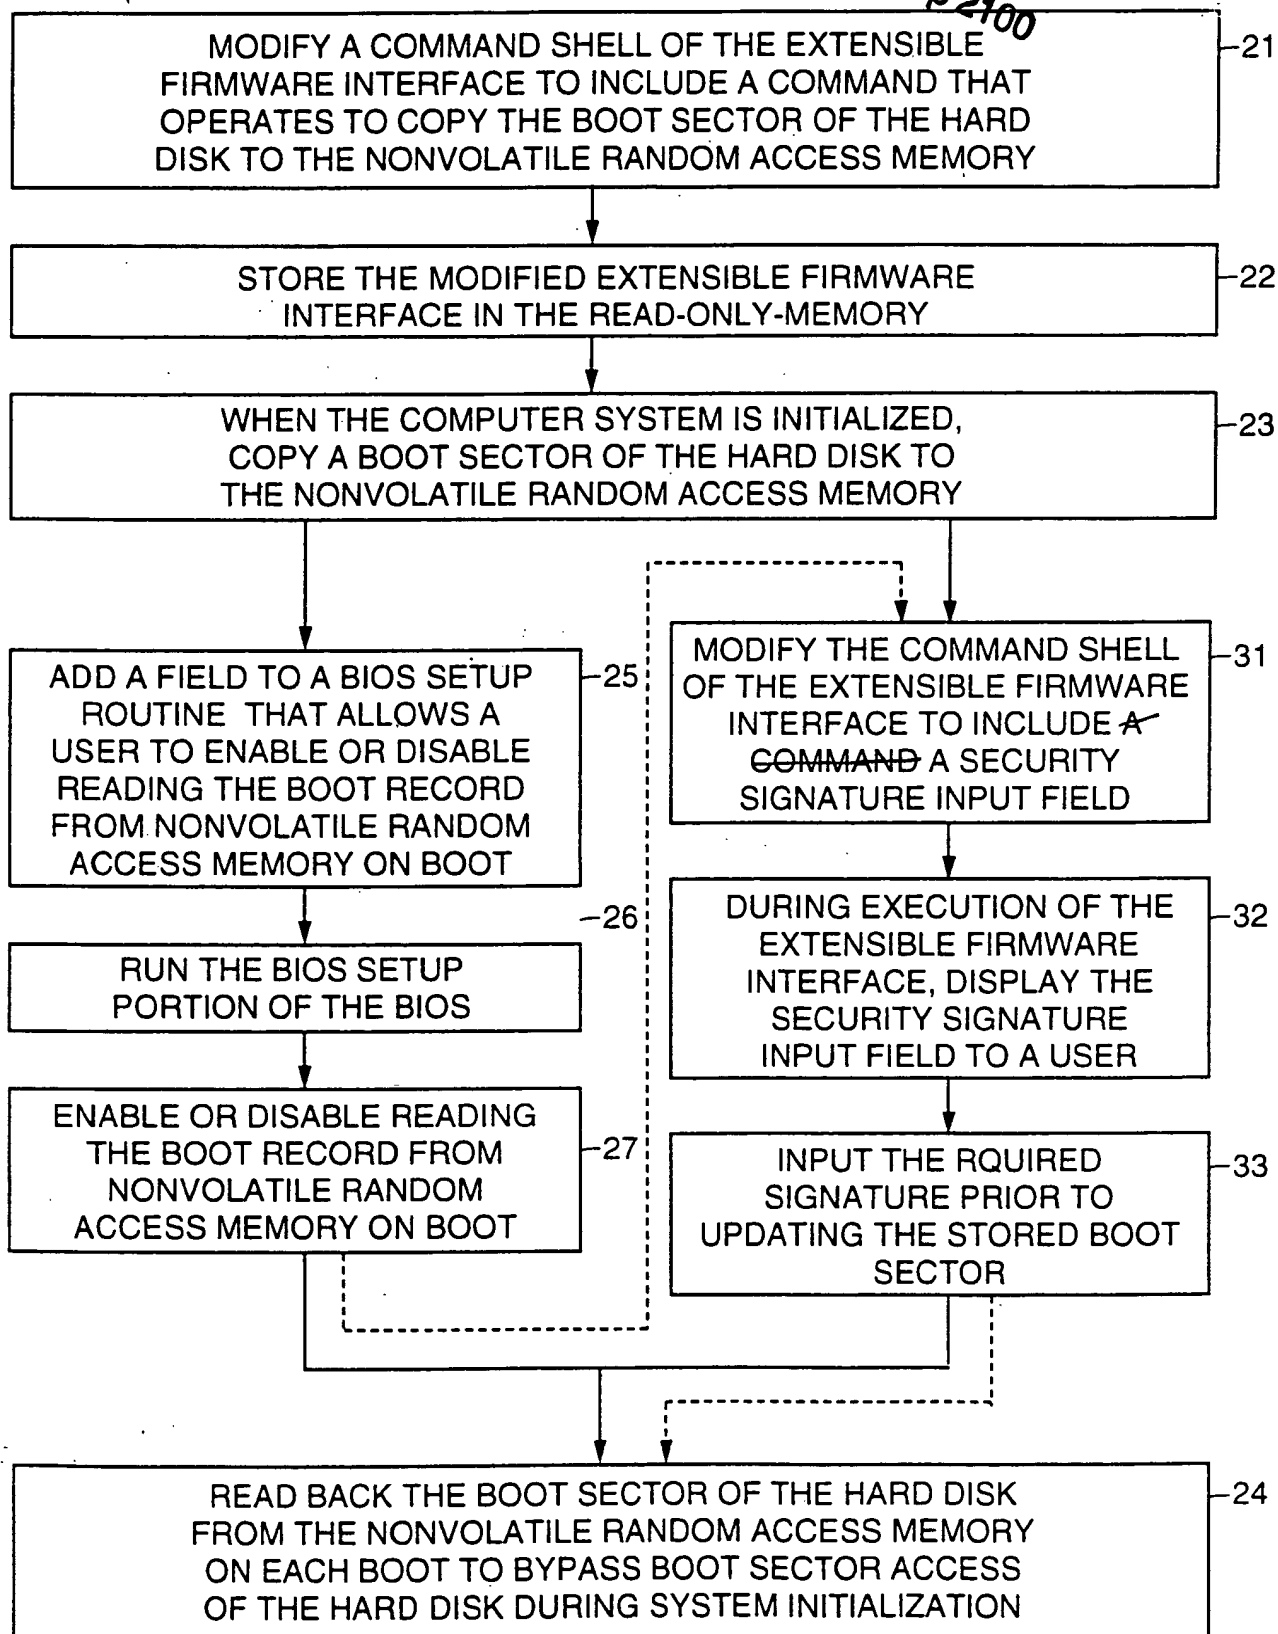 2100
MODIFY A COMMAND SHELL OF THE EXTENSIBLE
FIRMWARE INTERFACE TO INCLUDE A COMMAND THAT
OPERATES TO COPY THE BOOT SECTOR OF THE HARD
DISK TO THE NONVOLATILE RANDOM ACCESS MEMORY
21
STORE THE MODIFIED EXTENSIBLE FIRMWARE
INTERFACE IN THE READ-ONLY-MEMORY
22
WHEN THE COMPUTER SYSTEM IS INITIALIZED,
COPY A BOOT SECTOR OF THE HARD DISK TO
THE NONVOLATILE RANDOM ACCESS MEMORY
23
ADD A FIELD TO A BIOS SETUP
ROUTINE THAT ALLOWS A
USER TO ENABLE OR DISABLE
READING THE BOOT RECORD
FROM NONVOLATILE RANDOM
ACCESS MEMORY ON BOOT
25
RUN THE BIOS SETUP
PORTION OF THE BIOS
26
ENABLE OR DISABLE READING
THE BOOT RECORD FROM
NONVOLATILE RANDOM
ACCESS MEMORY ON BOOT
27
MODIFY THE COMMAND SHELL
OF THE EXTENSIBLE FIRMWARE
INTERFACE TO INCLUDE A
COMMAND A SECURITY
SIGNATURE INPUT FIELD
31
DURING EXECUTION OF THE
EXTENSIBLE FIRMWARE
INTERFACE, DISPLAY THE
SECURITY SIGNATURE
INPUT FIELD TO A USER
32
INPUT THE RQUIRED
SIGNATURE PRIOR TO
UPDATING THE STORED BOOT
SECTOR
33
READ BACK THE BOOT SECTOR OF THE HARD DISK
FROM THE NONVOLATILE RANDOM ACCESS MEMORY
ON EACH BOOT TO BYPASS BOOT SECTOR ACCESS
OF THE HARD DISK DURING SYSTEM INITIALIZATION
24